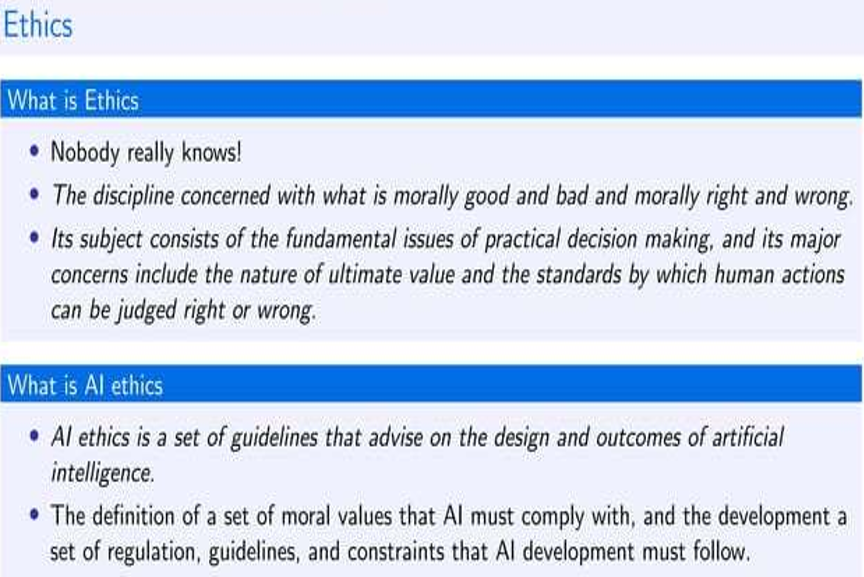 Ethics
What is Ethics
• Nobody really knows!
• The discipline concerned with what is morally good and bad and morally right and wrong.
• Its subject consists of the fundamental issues of practical decision making, and its major
concerns include the nature of ultimate value and the standards by which human actions
can be judged right or wrong.
What is AI ethics
• AI ethics is a set of guidelines that advise on the design and outcomes of artificial
intelligence.
• The definition of a set of moral values that AI must comply with, and the development a
set of regulation, guidelines, and constraints that AI development must follow.